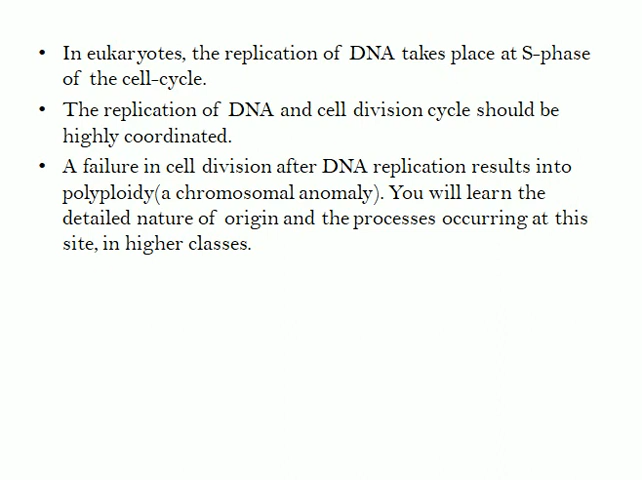 • In eukaryotes, the replication of DNA takes place at S-phase
of the cell-cycle.
• The replication of DNA and cell division cycle should be
highly coordinated.
• A failure in cell division after DNA replication results into
polyploidy(a chromosomal anomaly). You will learn the
detailed nature of origin and the processes occurring at this
site, in higher classes.